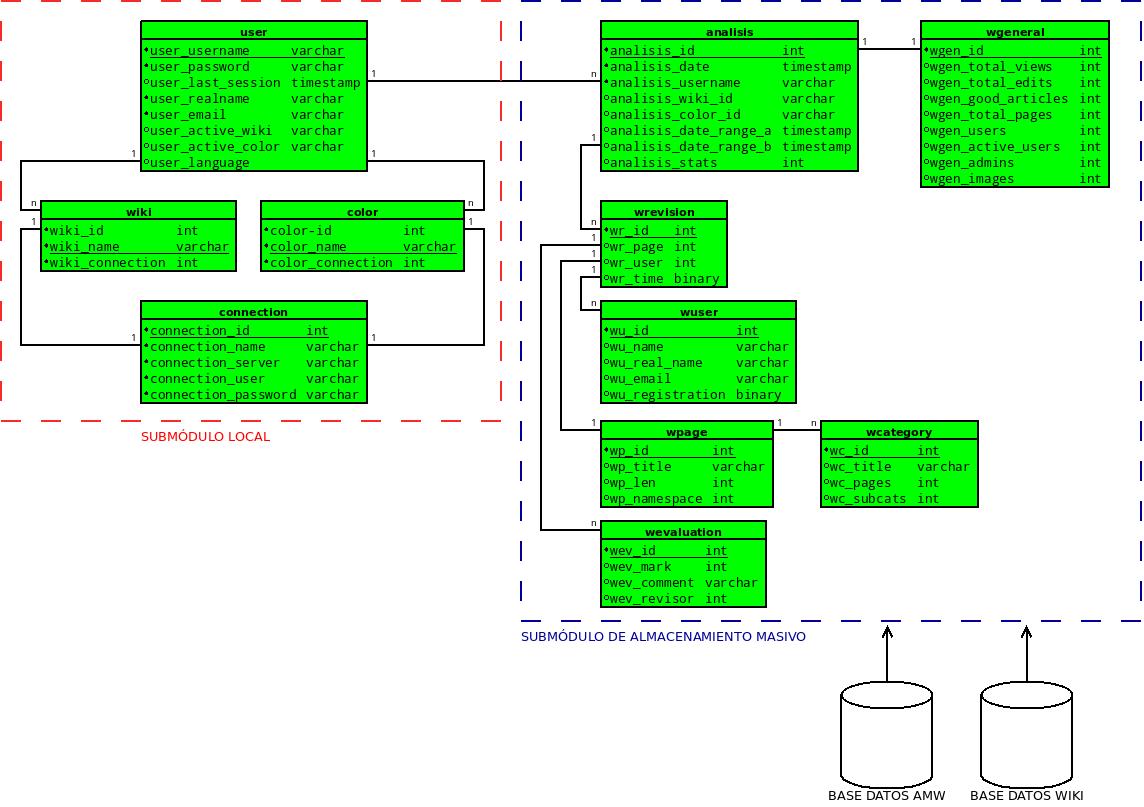 user
user_username varchar
user_password varchar
user_last_session timestamp
user_realname varchar
user_email varchar
user_active_wiki varchar
user_active_color varchar
user_language
1
1
1
n
n
1
1
wiki
wiki_id int
wiki_name varchar
wiki_connection int
color
color-id int
color_name varchar
color_connection int
connection
connection_id int
connection_name varchar
connection_server varchar
connection_user varchar
connection_password varchar
1
1
SUBMÓDULO LOCAL
analisis
analisis_id int
analisis_date timestamp
analisis_username varchar
analisis_wiki_id varchar
analisis_color_id varchar
analisis_date_range_a timestamp
analisis_date_range_b timestamp
analisis_stats int
n
1
1
1
wgeneral
wgen_id int
wgen_total_views int
wgen_total_edits int
wgen_good_articles int
wgen_total_pages int
wgen_users int
wgen_active_users int
wgen_admins int
wgen_images int
wrevision
wr_id int
wr_page int
wr_user int
wr_time binary
n
1
1
1
n
wuser
wu_id int
wu_name varchar
wu_real_name varchar
wu_email varchar
wu_registration binary
1
wpage
wp_id int
wp_title varchar
wp_len int
wp_namespace int
1
n
wcategory
wc_id int
wc_title varchar
wc_pages int
wc_subcats int
n
wevaluation
wev_id int
wev_mark int
wev_comment varchar
wev_revisor int
SUBMÓDULO DE ALMACENAMIENTO MASIVO
BASE DATOS AMW
BASE DATOS WIKI